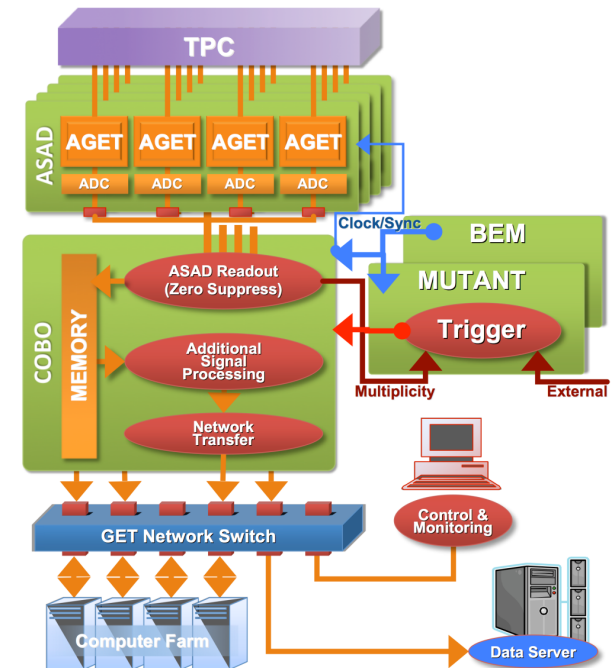 TPC
ASAD
AGET AGET AGET AGET
ADC ADC ADC ADC
Clock/Sync
BEM
MUTANT
Trigger
Multiplicity
External
COBO
MEMORY
ASAD Readout
(Zero Suppress)
Additional
Signal
Processing
Network
Transfer
Control &
Monitoring
GET Network Switch
Computer Farm
Data Server